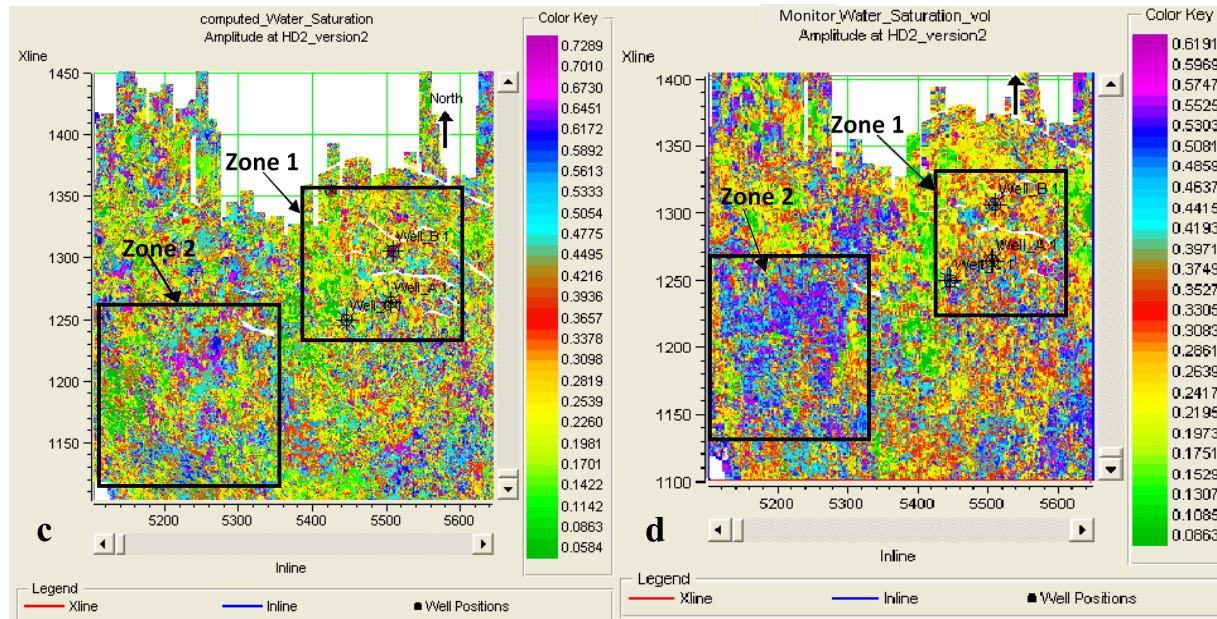 computed_Water_Saturation
Amplitude at HD2_version2
Xline
1450
1400
1350
1300
1250
1200
1150
North
Zone 1
Zone 2
Well_B 1
Well_A 1
5200
5300
5400
5500
5600
c
Inline
Color Key
0.7289
0.7010
0.6730
0.6451
0.6172
0.5892
0.5613
0.5333
0.5054
0.4775
0.4495
0.4216
0.3936
0.3657
0.3378
0.3098
0.2819
0.2539
0.2260
0.1981
0.1701
0.1422
0.1142
0.0863
0.0584
Legend
Xline
Inline
Well Positions
Monitor_Water_Saturation_vol
Amplitude at HD2_version2
Xline
1400
1350
1300
1250
1200
1150
1100
Zone 1
Zone 2
Well_B 1
Well_A 1
5200
5300
5400
5500
5600
d
Inline
Color Key
0.6191
0.5969
0.5747
0.5525
0.5303
0.5081
0.4859
0.4637
0.4415
0.4193
0.3971
0.3749
0.3527
0.3305
0.3083
0.2861
0.2639
0.2417
0.2195
0.1973
0.1751
0.1529
0.1307
0.1085
0.0863
Legend
Xline
Inline
Well Positions